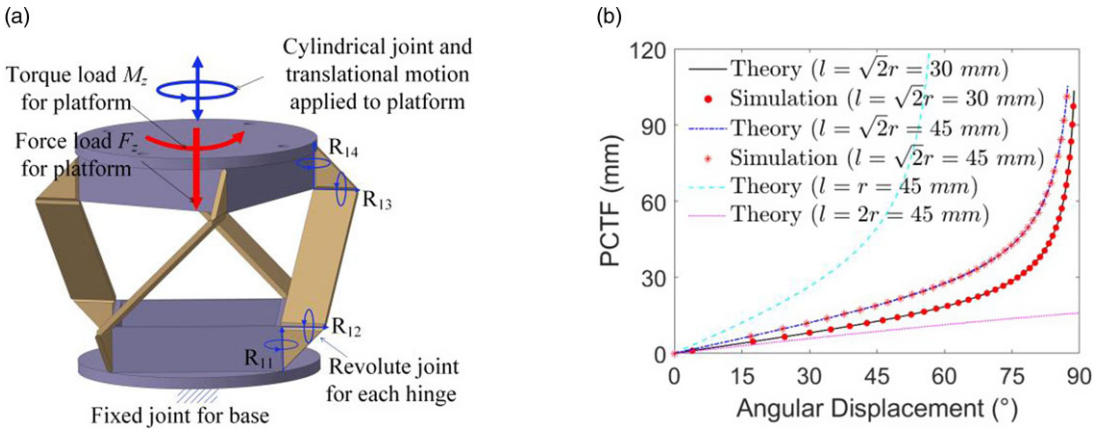 (a)
Cylindrical joint and
translational motion
applied to platform
Torque load Mz
for platform
Force load Fz
for platform
R14
R13
R12
R11
Revolute joint
for each hinge
Fixed joint for base
(b)
PCTF (mm)
120
90
60
30
0
Theory (l = √2r = 30 mm)
Simulation (l = √2r = 30 mm)
Theory (l = √2r = 45 mm)
Simulation (l = √2r = 45 mm)
Theory (l = r = 45 mm)
Theory (l = 2r = 45 mm)
0 15 30 45 60 75 90
Angular Displacement (°)